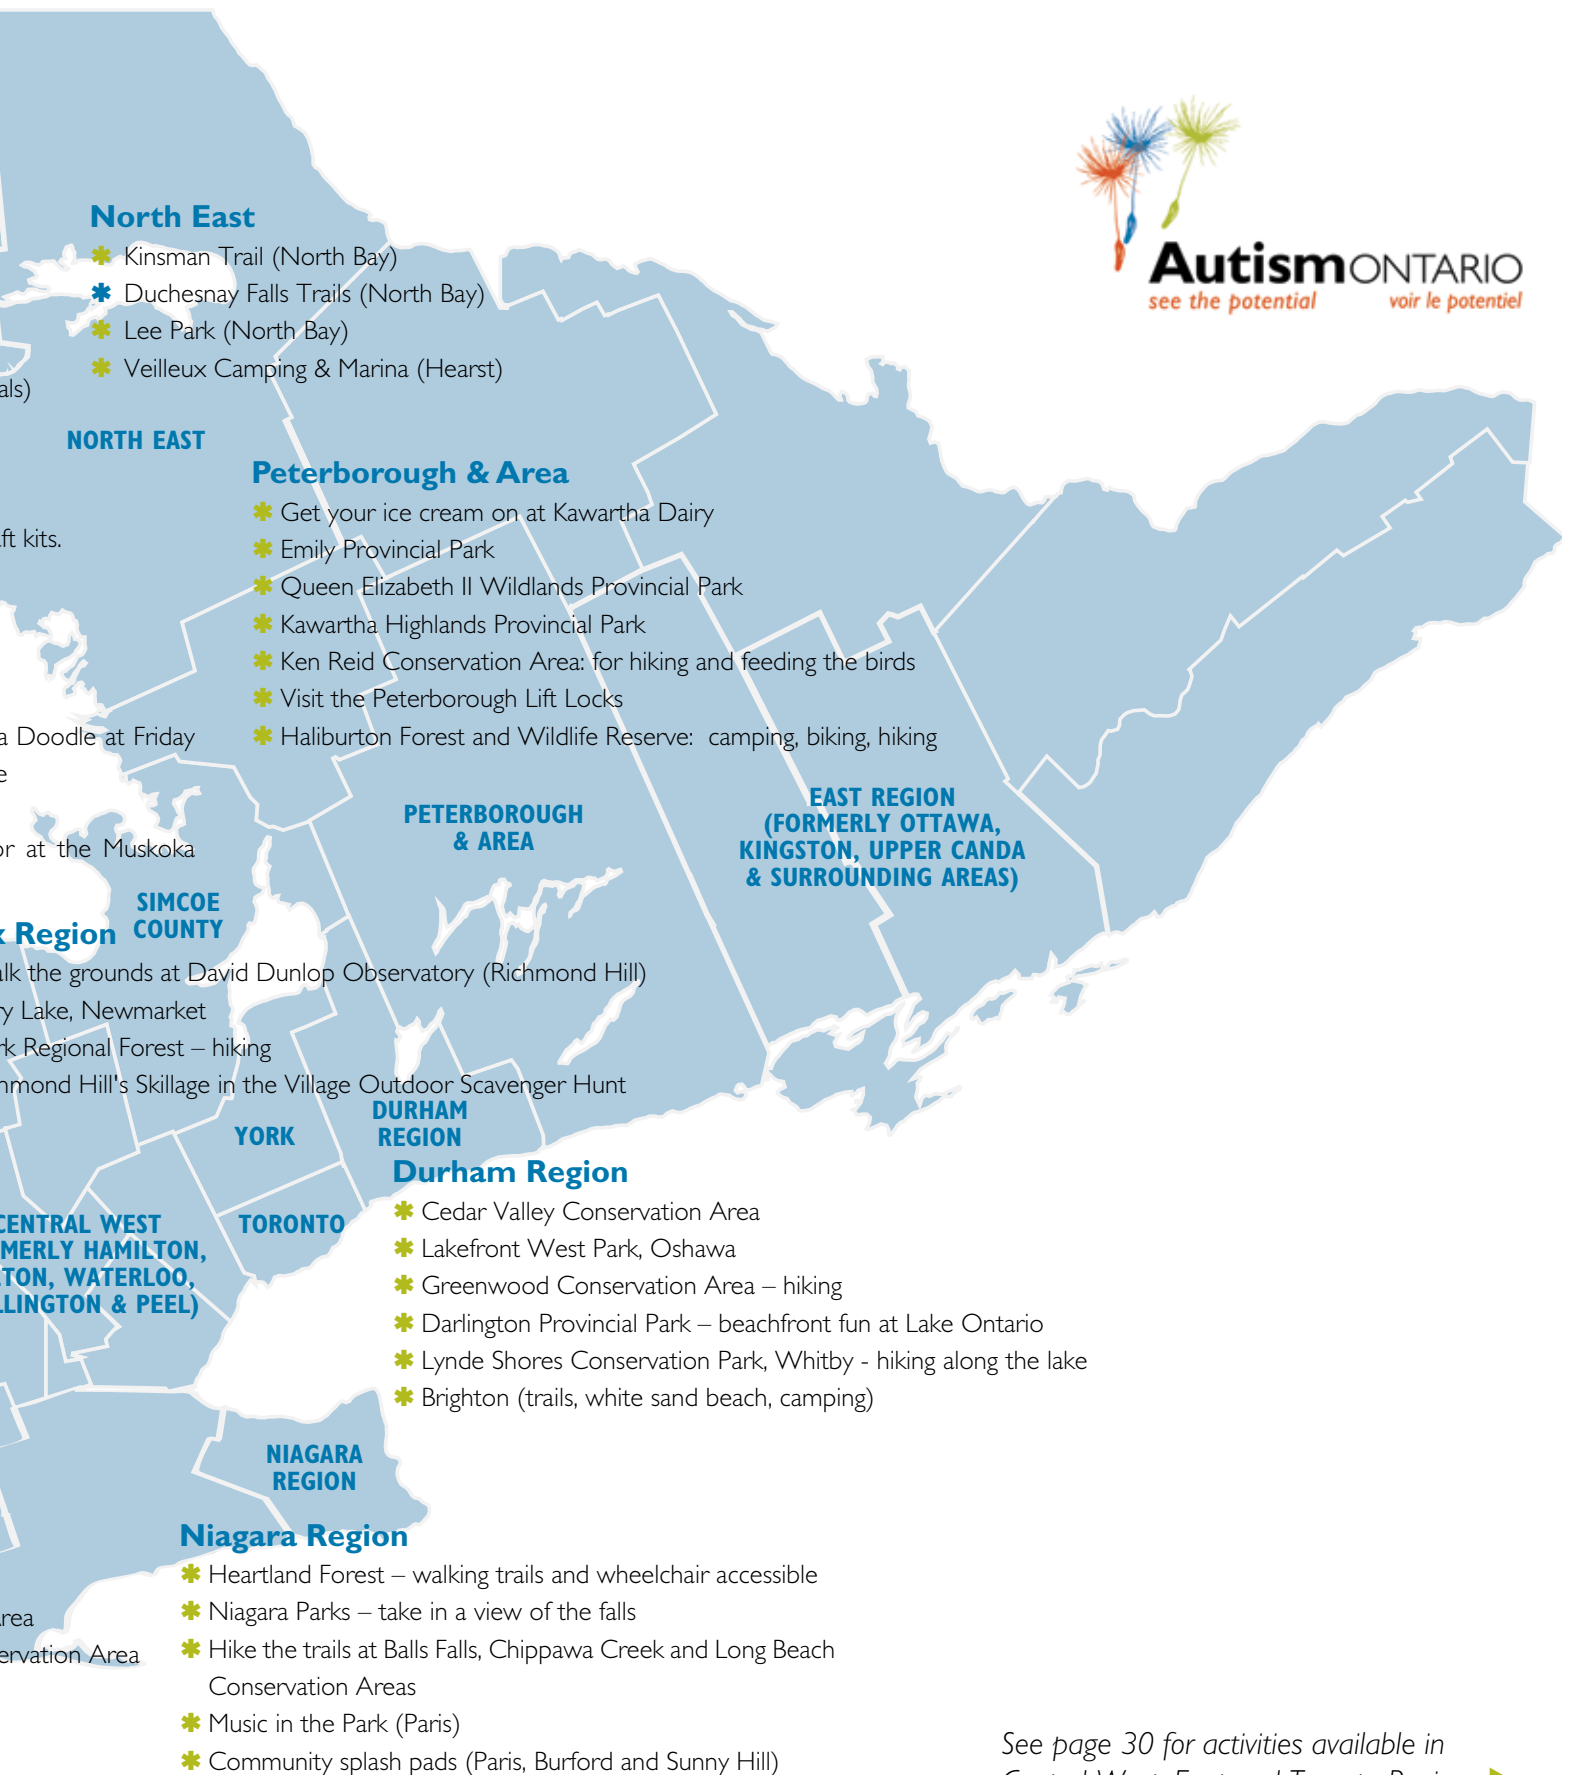 AutismONTARIO
see the potential voir le potentiel
North East
Kinsman Trail (North Bay)
Duchesnay Falls Trails (North Bay)
Lee Park (North Bay)
Veilleux Camping & Marina (Hearst)
als)
NORTH EAST
Peterborough & Area
Get your ice cream on at Kawartha Dairy
Emily Provincial Park
Queen Elizabeth II Wildlands Provincial Park
Kawartha Highlands Provincial Park
Ken Reid Conservation Area: for hiking and feeding the birds
Visit the Peterborough Lift Locks
Haliburton Forest and Wildlife Reserve: camping, biking, hiking
ft kits.
a Doodle at Friday
e
or at the Muskoka
PETERBOROUGH
& AREA
EAST REGION
(FORMERLY OTTAWA,
KINGSTON, UPPER CANDA
& SURROUNDING AREAS)
SIMCOE
COUNTY
Region
alk the grounds at David Dunlop Observatory (Richmond Hill)
ry Lake, Newmarket
rk Regional Forest – hiking
hmond Hill's Skillage in the Village Outdoor Scavenger Hunt
YORK
DURHAM
REGION
Durham Region
Cedar Valley Conservation Area
Lakefront West Park, Oshawa
Greenwood Conservation Area – hiking
Darlington Provincial Park – beachfront fun at Lake Ontario
Lynde Shores Conservation Park, Whitby - hiking along the lake
Brighton (trails, white sand beach, camping)
CENTRAL WEST
MERLY HAMILTON,
TON, WATERLOO,
LLINGTON & PEEL)
TORONTO
NIAGARA
REGION
Niagara Region
Heartland Forest – walking trails and wheelchair accessible
Niagara Parks – take in a view of the falls
Hike the trails at Balls Falls, Chippawa Creek and Long Beach
Conservation Areas
Music in the Park (Paris)
Community splash pads (Paris, Burford and Sunny Hill)
rea
ervation Area
See page 30 for activities available in